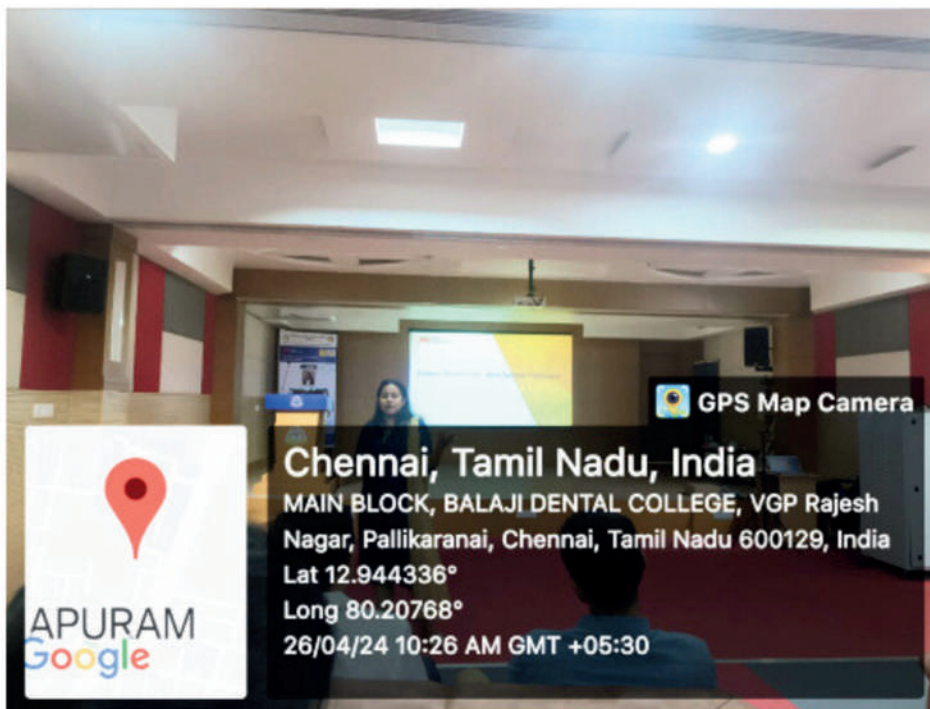 GPS Map Camera
Chennai, Tamil Nadu, India
MAIN BLOCK, BALAJI DENTAL COLLEGE, VGP Rajesh
Nagar, Pallikaranai, Chennai, Tamil Nadu 600129, India
Lat 12.944336°
Long 80.20768°
26/04/24 10:26 AM GMT +05:30
APURAM
Google